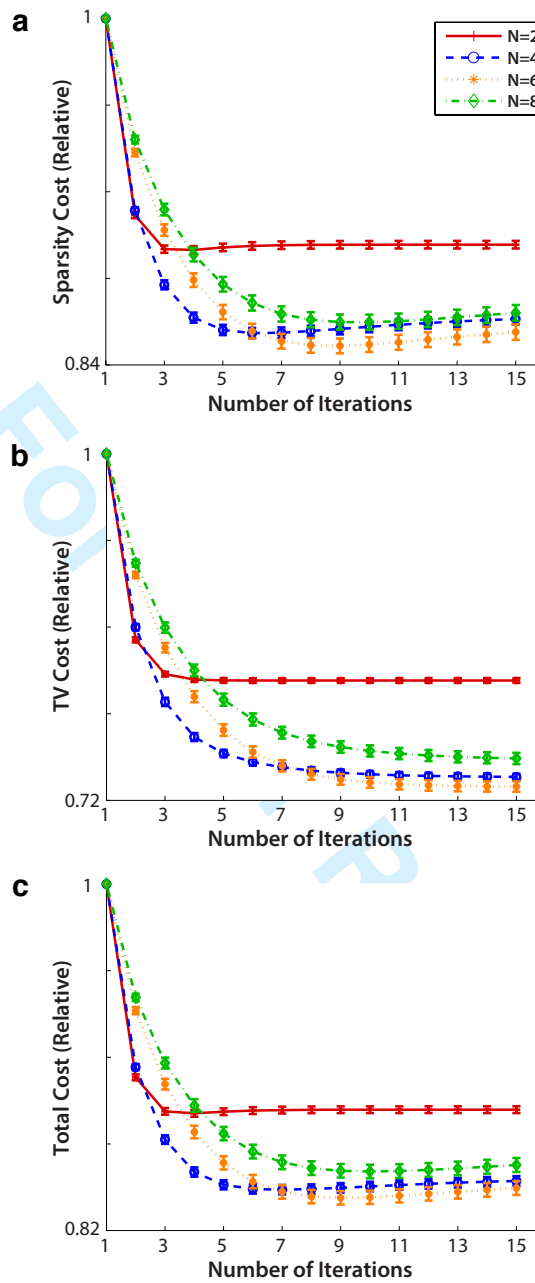 a
1
N=2
N=4
N=6
N=8
Sparsity Cost (Relative)
0.84
1 3 5 7 9 11 13 15
Number of Iterations
b
1
TV Cost (Relative)
0.72
1 3 5 7 9 11 13 15
Number of Iterations
c
1
Total Cost (Relative)
0.82
1 3 5 7 9 11 13 15
Number of Iterations
FO
P